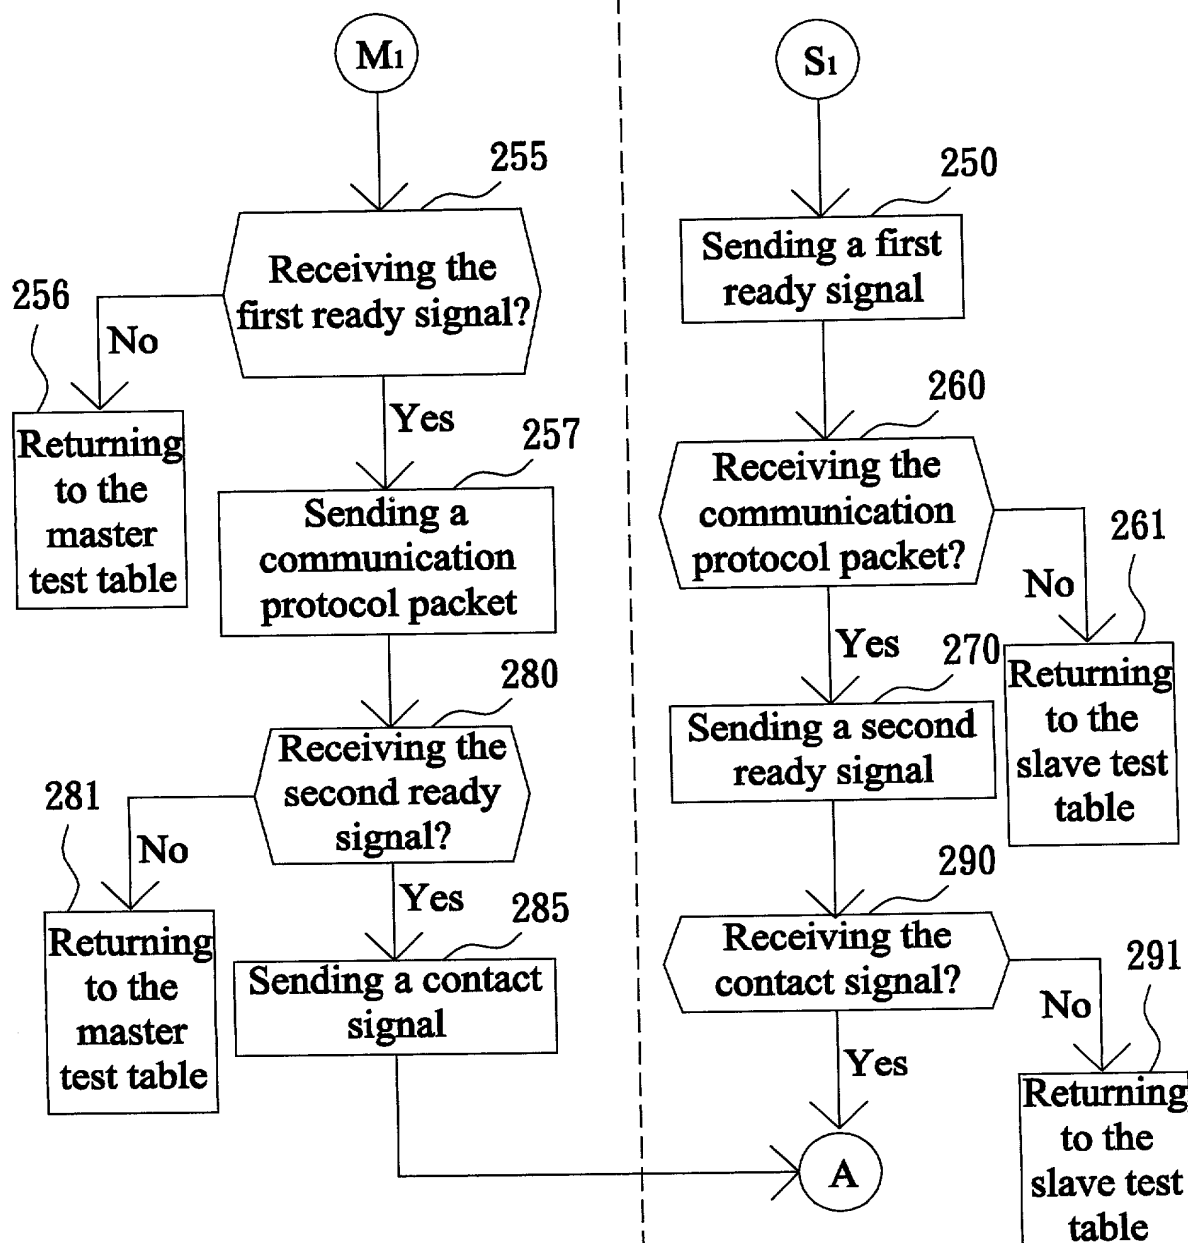 M1
255
Receiving the
first ready signal?
256
No
Returning
to the
master
test table
Yes
257
Sending a
communication
protocol packet
280
Receiving the
second ready
signal?
281
No
Returning
to the
master
test table
Yes
285
Sending a contact
signal
S1
250
Sending a first
ready signal
260
Receiving the
communication
protocol packet?
261
No
Returning
to the
slave test
table
Yes
270
Sending a second
ready signal
290
Receiving the
contact signal?
291
No
Returning
to the
slave test
table
Yes
A